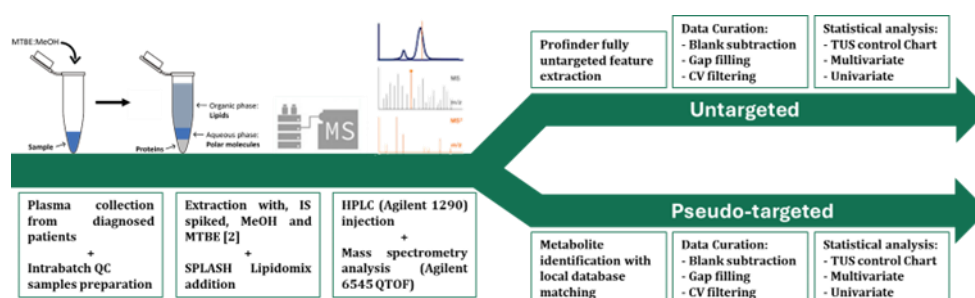 MTBE:MeOH
Organic phase:
Lipids
Aqueous phase:
Polar molecules
Sample
Proteins
MS
MS
m/z
MS²
m/z
Plasma collection
from diagnosed
patients
+
Intrabatch QC
samples preparation
Extraction with, IS
spiked, MeOH and
MTBE [2]
+
SPLASH Lipidomix
addition
HPLC (Agilent 1290)
injection
+
Mass spectrometry
analysis (Agilent
6545 QTOF)
Profinder fully
untargeted feature
extraction
Data Curation:
- Blank subtraction
- Gap filling
- CV filtering
Statistical analysis:
- TUS control Chart
- Multivariate
- Univariate
Untargeted
Pseudo-targeted
Metabolite
identification with
local database
matching
Data Curation:
- Blank subtraction
- Gap filling
- CV filtering
Statistical analysis:
- TUS control Chart
- Multivariate
- Univariate